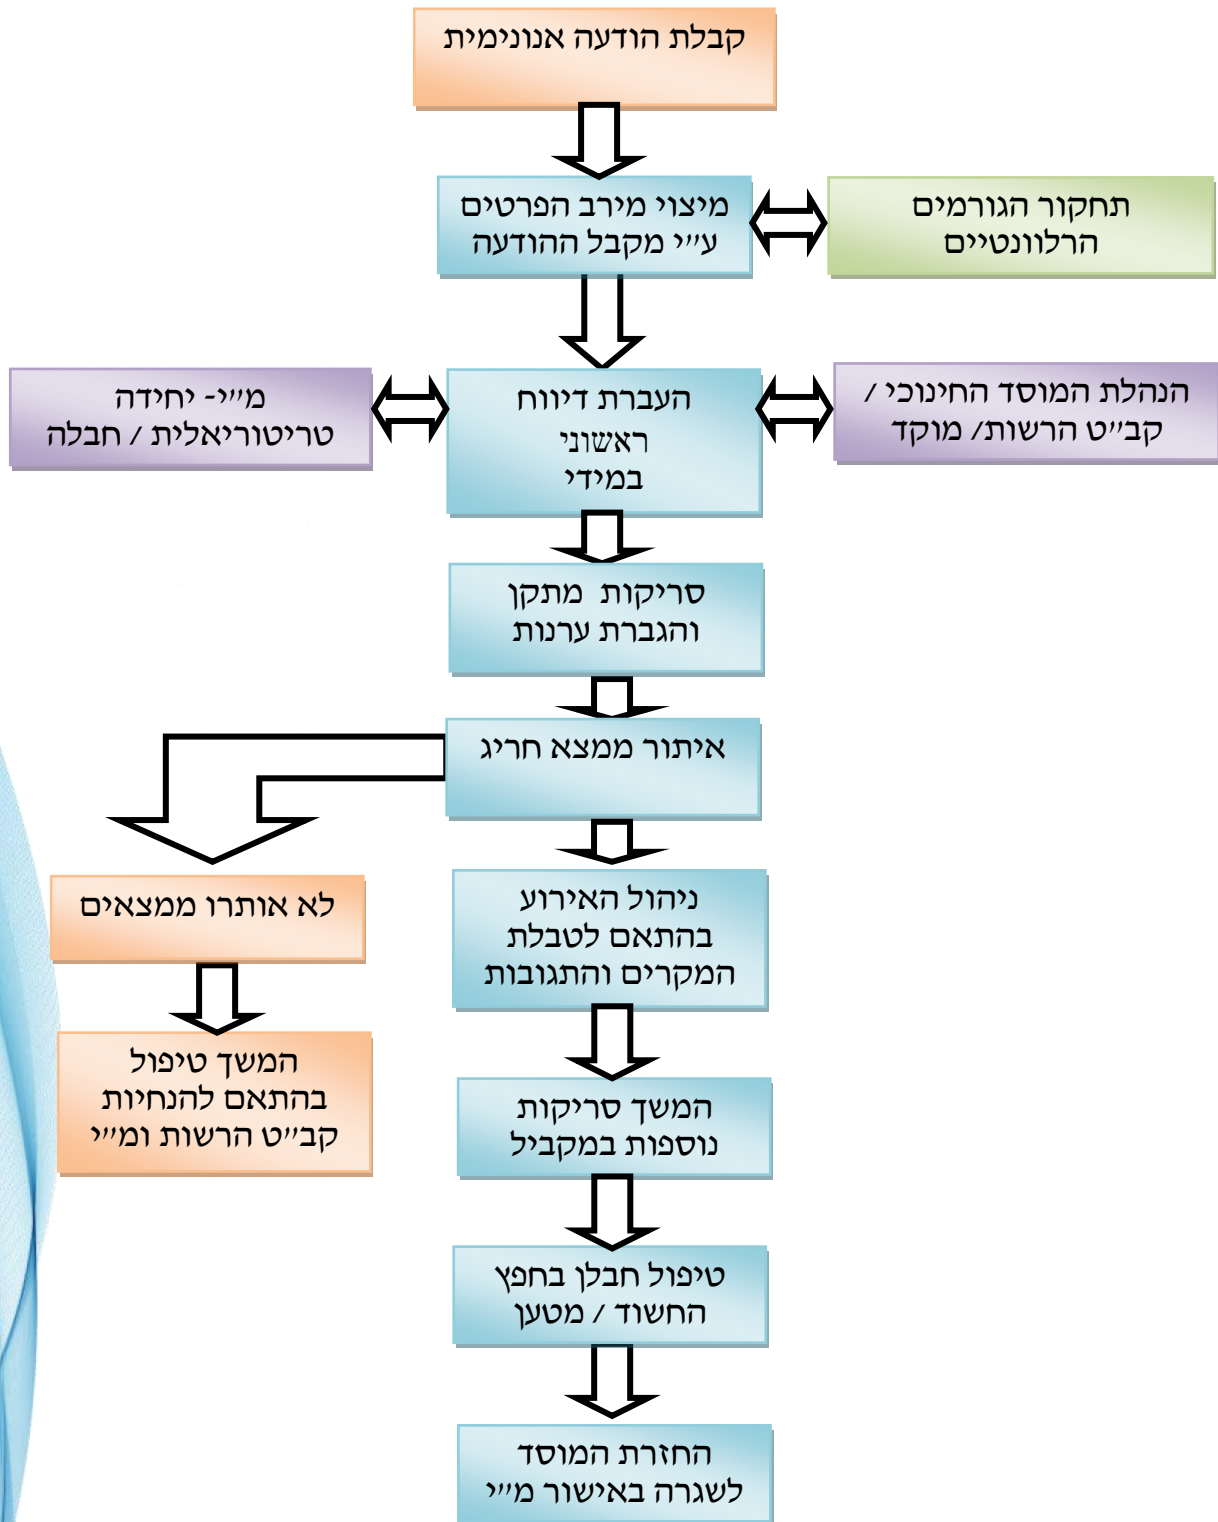 קבלת הודעה אנונימית
מיצוי מירב הפרטים
ע"י מקבל ההודעה
תחקור הגורמים
הרלוונטיים
הנהלת המוסד החינוכי /
קב"ט הרשות/ מוקד
העברת דיווח
ראשוני
במידי
מ"י- יחידה
טריטוריאלית / חבלה
סריקות מתקן
והגברת ערנות
איתור ממצא חריג
ניהול האירוע
בהתאם לטבלת
המקרים והתגובות
לא אותרו ממצאים
המשך טיפול
בהתאם להנחיות
קב"ט הרשות ומ"י
המשך סריקות
נוספות במקביל
טיפול חבלן בחפץ
החשוד / מטען
החזרת המוסד
לשגרה באישור מ"י